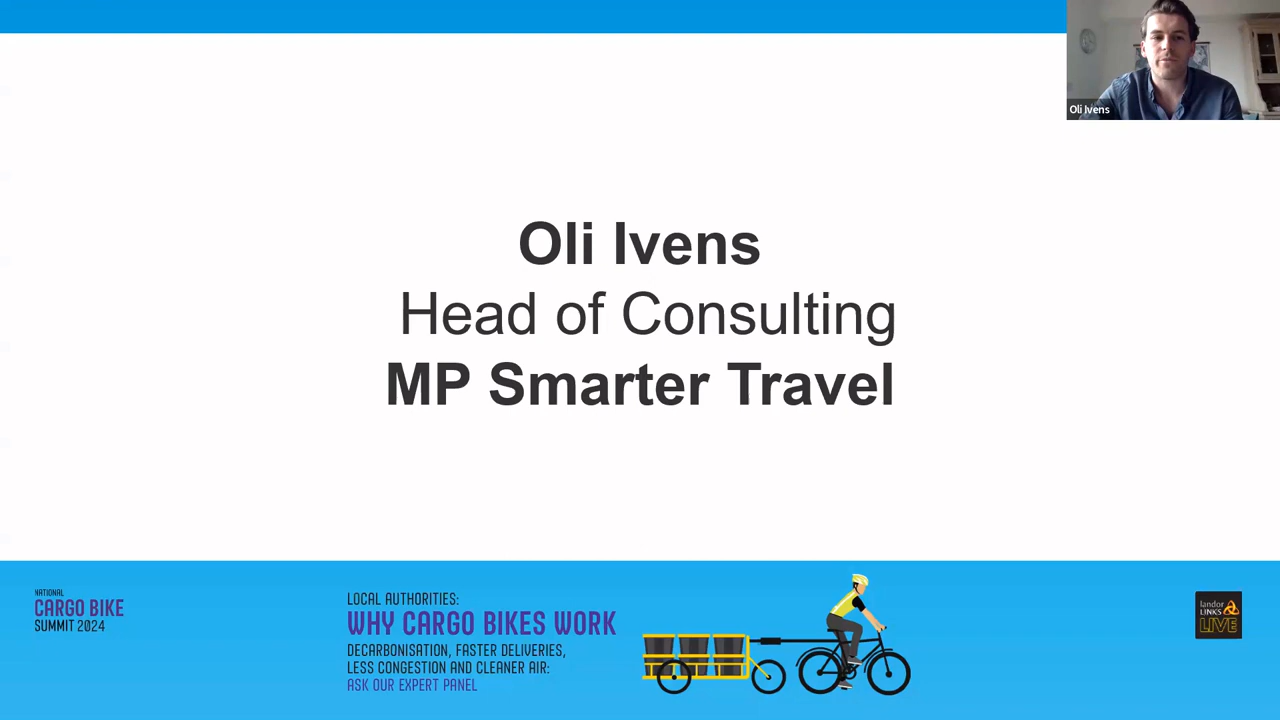 Oli Ivens
Oli Ivens
Head of Consulting
MP Smarter Travel
NATIONAL
CARGO BIKE
SUMMIT 2024
LOCAL AUTHORITIES:
WHY CARGO BIKES WORK
DECARBONISATION, FASTER DELIVERIES,
LESS CONGESTION AND CLEANER AIR:
ASK OUR EXPERT PANEL
landor
LINKS
LIVE